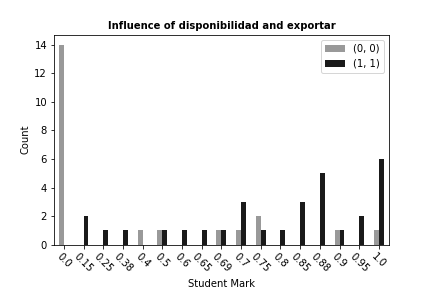 Influence of disponibilidad and exportar
14
12
10
8
6
4
2
0
Count
(0, 0)
(1, 1)
0.0 0.15 0.25 0.38 0.4 0.5 0.6 0.65 0.69 0.7 0.75 0.8 0.85 0.88 0.9 0.95 1.0
Student Mark